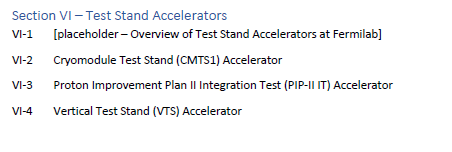 Section VI – Test Stand Accelerators
VI-1 [placeholder – Overview of Test Stand Accelerators at Fermilab]
VI-2 Cryomodule Test Stand (CMTS1) Accelerator
VI-3 Proton Improvement Plan II Integration Test (PIP-II IT) Accelerator
VI-4 Vertical Test Stand (VTS) Accelerator